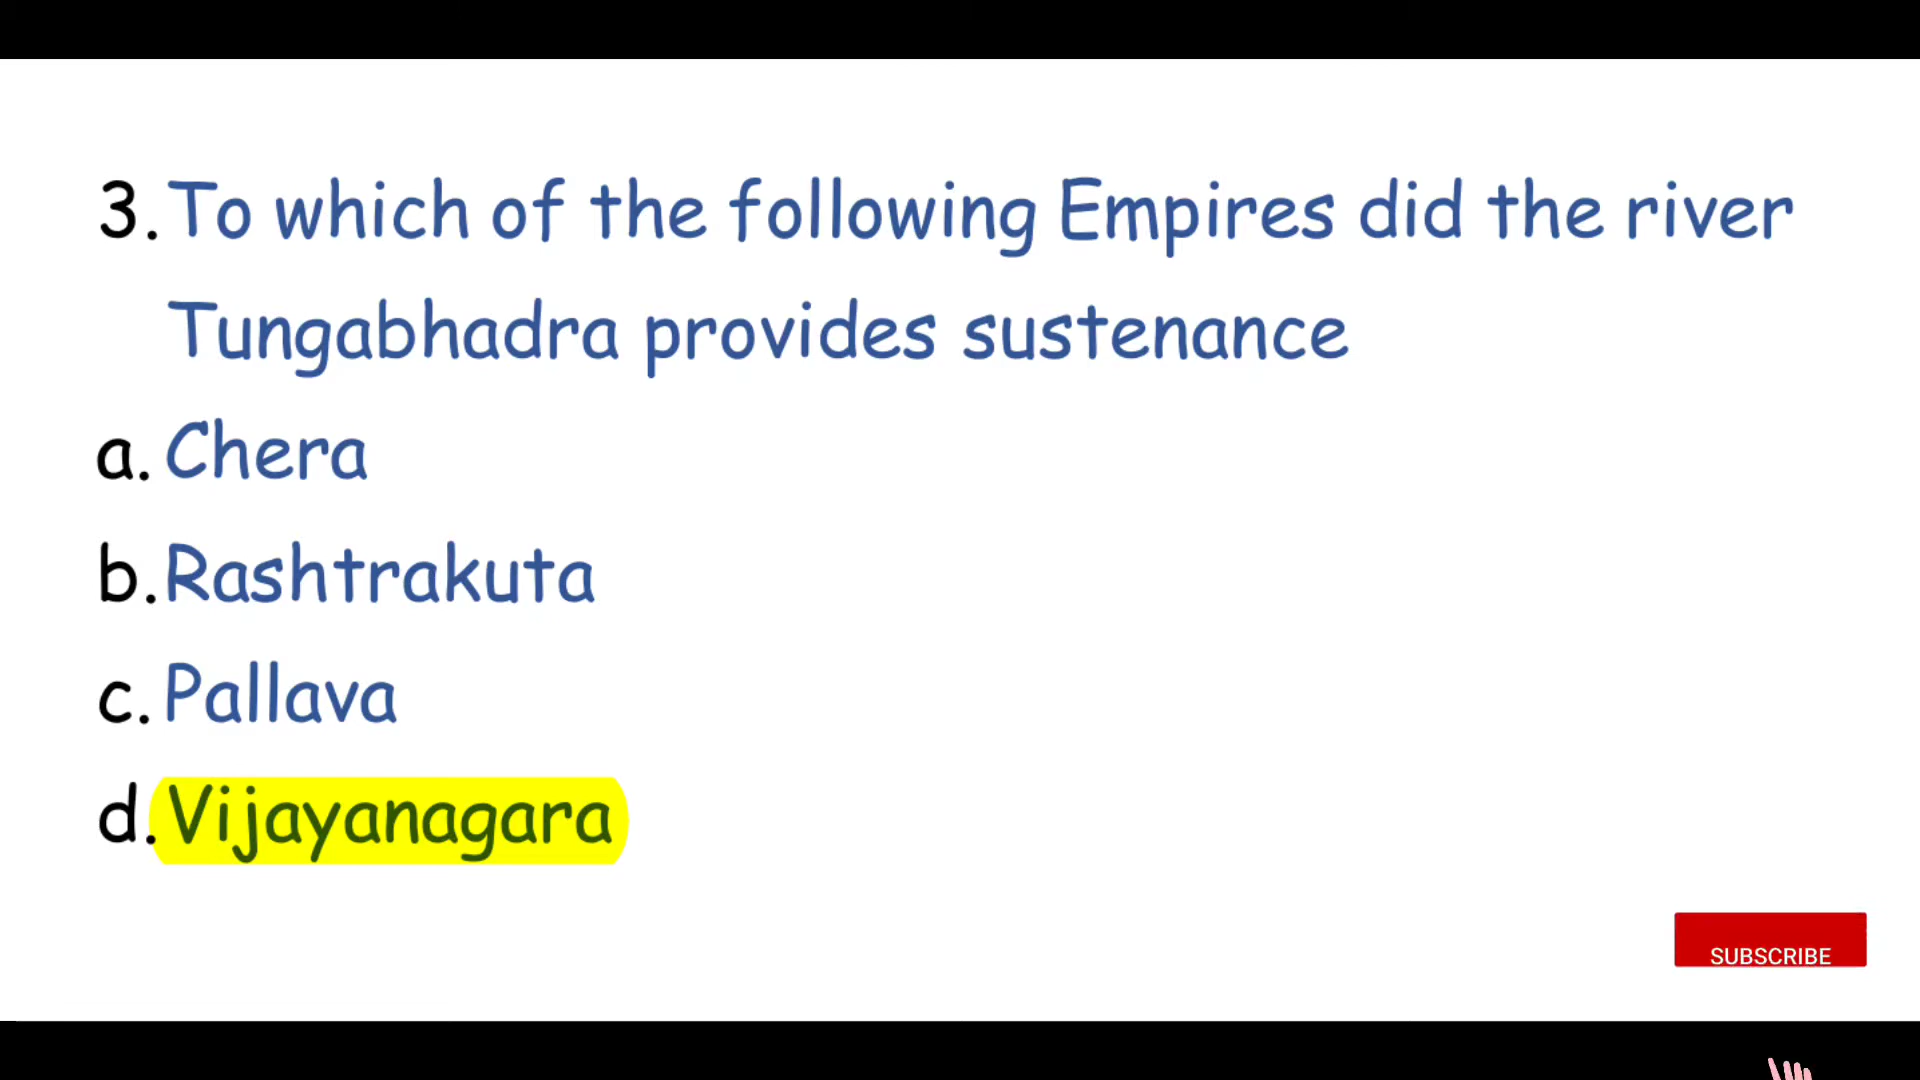 3. To which of the following Empires did the river
Tungabhadra provides sustenance
a. Chera
b. Rashtrakuta
c. Pallava
d. Vijayanagara
SUBSCRIBE